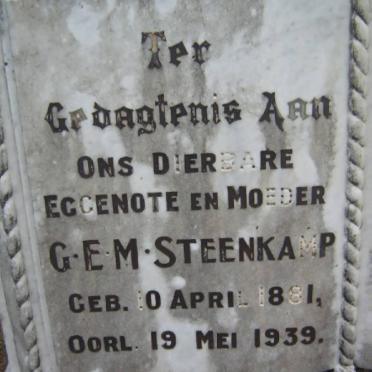 Ter
Gedagtenis Aan
ONS DIERBARE
EGGENOTE EN MOEDER
G.E.M. STEENKAMP
GEB. 10 APRIL 1881,
OORL. 19 MEI 1939.